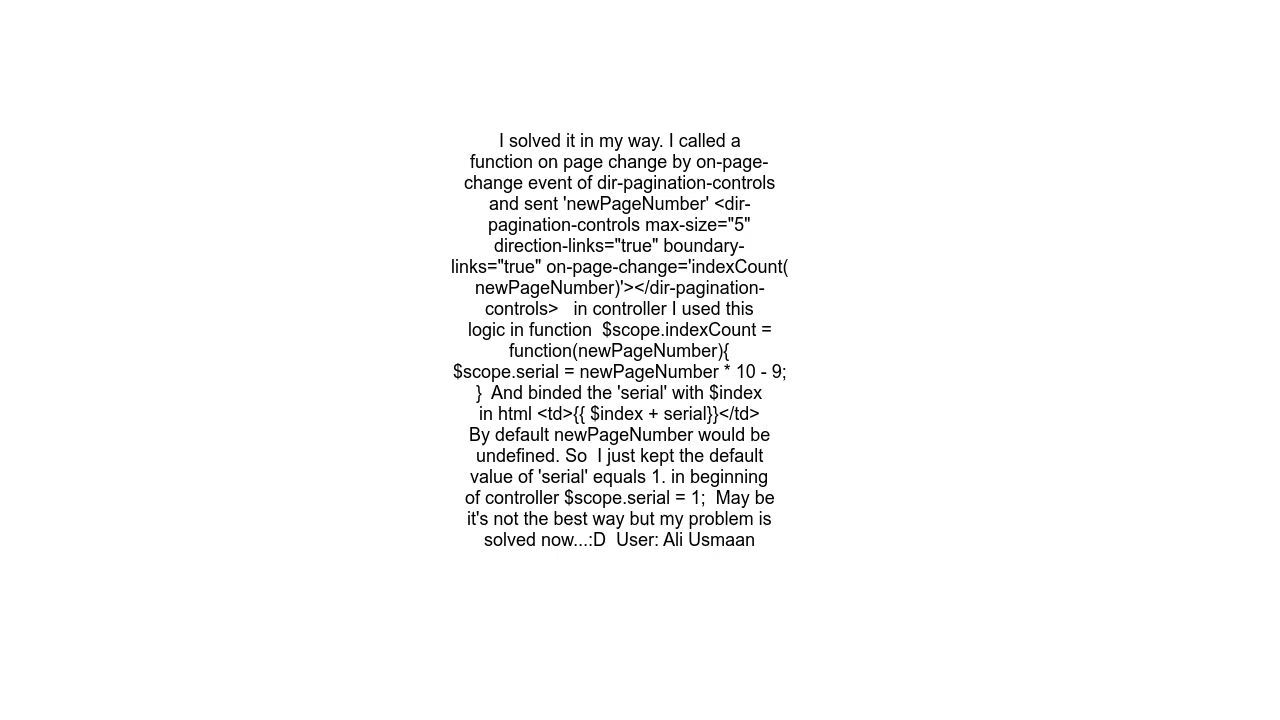 I solved it in my way. I called a
function on page change by on-page-
change event of dir-pagination-controls
and sent 'newPageNumber' <dir-
pagination-controls max-size="5"
direction-links="true" boundary-
links="true" on-page-change='indexCount(
newPageNumber)'></dir-pagination-
controls>   in controller I used this
logic in function  $scope.indexCount =
function(newPageNumber){
$scope.serial = newPageNumber * 10 - 9;
}  And binded the 'serial' with $index
in html <td>{{ $index + serial}}</td>
By default newPageNumber would be
undefined. So  I just kept the default
value of 'serial' equals 1. in beginning
of controller $scope.serial = 1;  May be
it's not the best way but my problem is
solved now...:D  User: Ali Usmaan